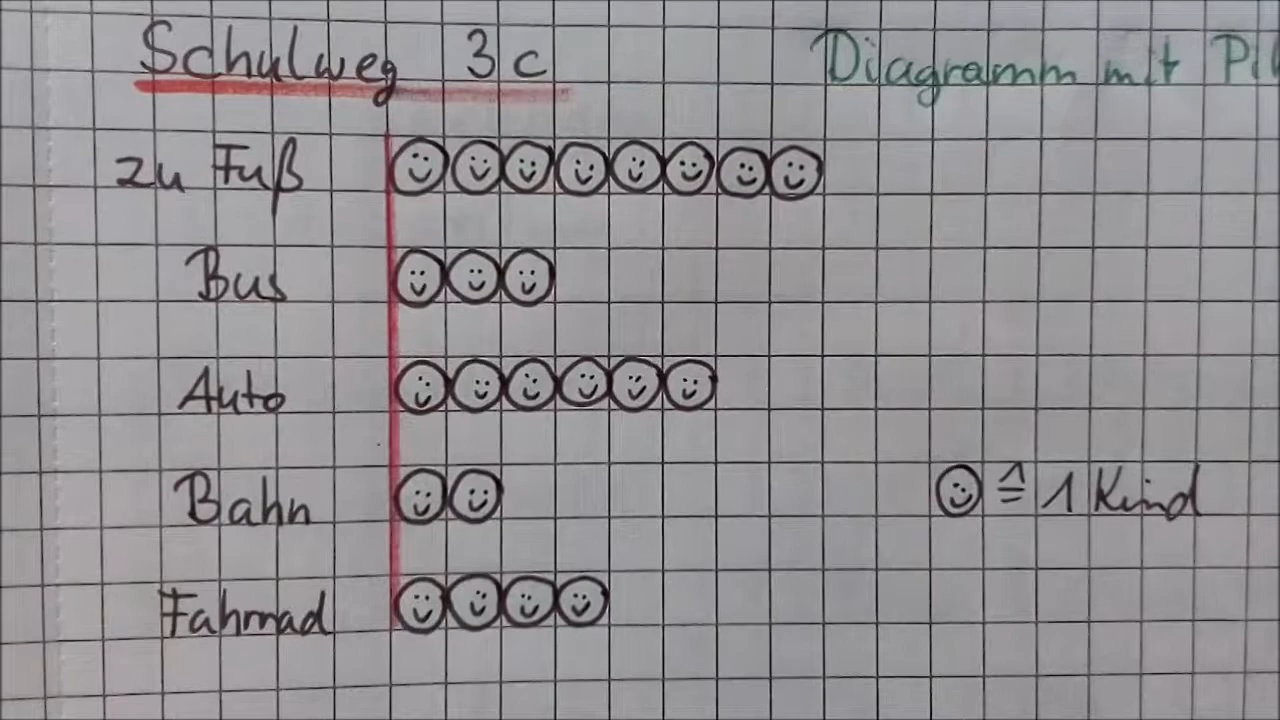 Schulweg 3c
Diagramm mit
zu Fuß
Bus
Auto
Bahn
≙ 1 Kind
Fahrrad